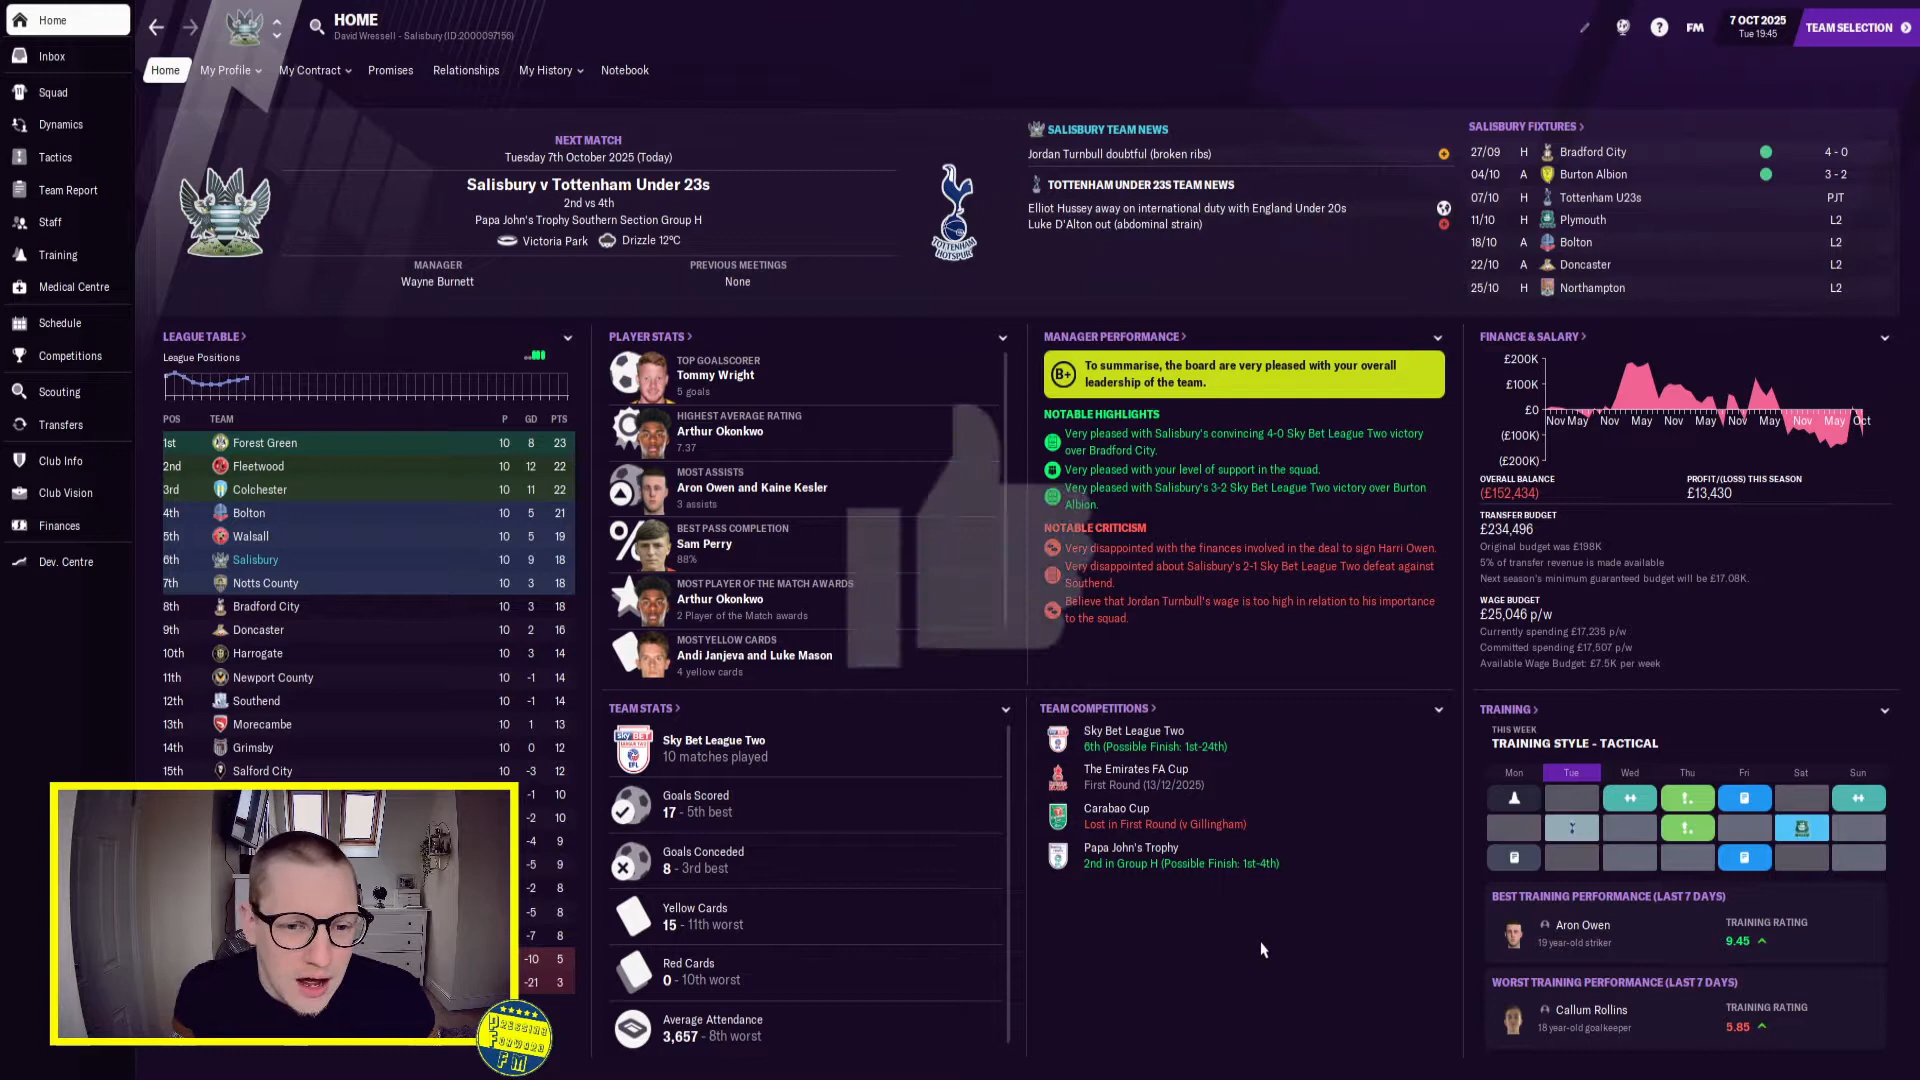 Home
Inbox
Squad
Dynamics
Tactics
Team Report
Staff
Training
Medical Centre
Schedule
Competitions
Scouting
Transfers
Club Info
Club Vision
Finances
Dev. Centre
HOME
David Wressell - Salisbury (ID:2000097156)
FM
7 OCT 2025
Tue 19:45
TEAM SELECTION
Home
My Profile
My Contract
Promises
Relationships
My History
Notebook
NEXT MATCH
Tuesday 7th October 2025 (Today)
Salisbury v Tottenham Under 23s
2nd vs 4th
Papa John's Trophy Southern Section Group H
Victoria Park Drizzle 12°C
MANAGER
Wayne Burnett
PREVIOUS MEETINGS
None
TOTTENHAM
HOTSPUR
SALISBURY TEAM NEWS
Jordan Turnbull doubtful (broken ribs)
TOTTENHAM UNDER 23S TEAM NEWS
Elliot Hussey away on international duty with England Under 20s
Luke D'Alton out (abdominal strain)
SALISBURY FIXTURES
27/09 H Bradford City 4 - 0
04/10 A Burton Albion 3 - 2
07/10 H Tottenham U23s PJT
11/10 H Plymouth L2
18/10 A Bolton L2
22/10 A Doncaster L2
25/10 H Northampton L2
LEAGUE TABLE
League Positions
POS TEAM P GD PTS
1st Forest Green 10 8 23
2nd Fleetwood 10 12 22
3rd Colchester 10 11 22
4th Bolton 10 5 21
5th Walsall 10 5 19
6th Salisbury 10 9 18
7th Notts County 10 3 18
8th Bradford City 10 3 18
9th Doncaster 10 2 16
10th Harrogate 10 3 14
11th Newport County 10 -1 14
12th Southend 10 -1 14
13th Morecambe 10 1 13
14th Grimsby 10 0 12
15th Salford City 10 -3 12
-1 10
-2 10
-4 9
-5 9
-2 8
-5 8
-7 8
-10 5
-21 3
PRESSING
FORWARD
FM
PLAYER STATS
TOP GOALSCORER
Tommy Wright
5 goals
HIGHEST AVERAGE RATING
Arthur Okonkwo
7.37
MOST ASSISTS
Aron Owen and Kaine Kesler
3 assists
BEST PASS COMPLETION
Sam Perry
88%
MOST PLAYER OF THE MATCH AWARDS
Arthur Okonkwo
2 Player of the Match awards
MOST YELLOW CARDS
Andi Janjeva and Luke Mason
4 yellow cards
MANAGER PERFORMANCE
B+
To summarise, the board are very pleased with your overall
leadership of the team.
NOTABLE HIGHLIGHTS
Very pleased with Salisbury's convincing 4-0 Sky Bet League Two victory
over Bradford City.
Very pleased with your level of support in the squad.
Very pleased with Salisbury's 3-2 Sky Bet League Two victory over Burton
Albion.
NOTABLE CRITICISM
Very disappointed with the finances involved in the deal to sign Harri Owen.
Very disappointed about Salisbury's 2-1 Sky Bet League Two defeat against
Southend.
Believe that Jordan Turnbull's wage is too high in relation to his importance
to the squad.
FINANCE & SALARY
£200K
£100K
£0
(£100K)
(£200K)
Nov May Nov May Nov May Nov May Nov May Oct
OVERALL BALANCE
(£152,434)
PROFIT/(LOSS) THIS SEASON
£13,430
TRANSFER BUDGET
£234,496
Original budget was £198K
5% of transfer revenue is made available
Next season's minimum guaranteed budget will be £17.08K.
WAGE BUDGET
£25,046 p/w
Currently spending £17,235 p/w
Committed spending £17,507 p/w
Available Wage Budget: £7.5K per week
TEAM STATS
sky BET
LEAGUE TWO
EFL
Sky Bet League Two
10 matches played
Goals Scored
17 - 5th best
Goals Conceded
8 - 3rd best
Yellow Cards
15 - 11th worst
Red Cards
0 - 10th worst
Average Attendance
3,657 - 8th worst
TEAM COMPETITIONS
Sky Bet League Two
6th (Possible Finish: 1st-24th)
The Emirates FA Cup
First Round (13/12/2025)
Carabao Cup
Lost in First Round (v Gillingham)
Papa John's Trophy
2nd in Group H (Possible Finish: 1st-4th)
TRAINING
THIS WEEK
TRAINING STYLE - TACTICAL
Mon Tue Wed Thu Fri Sat Sun
BEST TRAINING PERFORMANCE (LAST 7 DAYS)
Aron Owen
19 year-old striker
TRAINING RATING
9.45
WORST TRAINING PERFORMANCE (LAST 7 DAYS)
Callum Rollins
18 year-old goalkeeper
TRAINING RATING
5.85